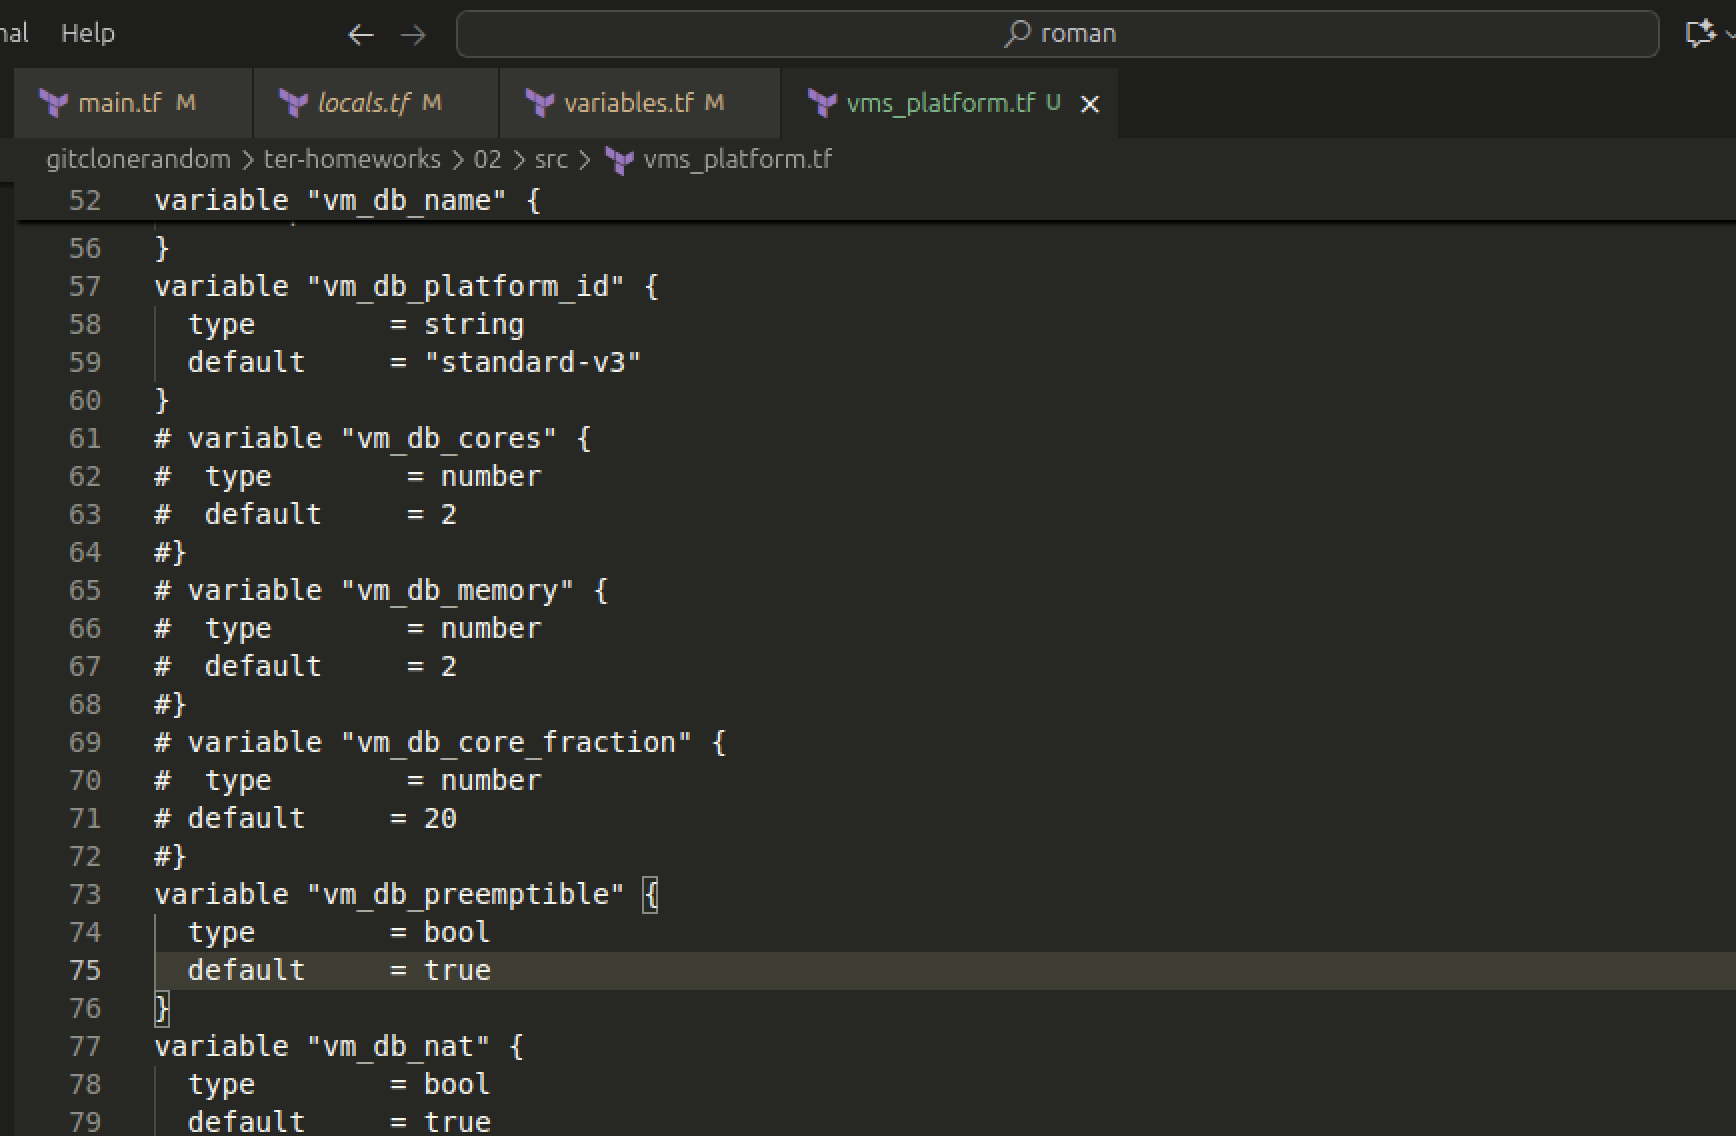 nal Help
roman
main.tf M locals.tf M variables.tf M vms_platform.tf U
gitclonerandom > ter-homeworks > 02 > src > vms_platform.tf
52 variable "vm_db_name" {
56 }
57 variable "vm_db_platform_id" {
58 type = string
59 default = "standard-v3"
60 }
61 # variable "vm_db_cores" {
62 # type = number
63 # default = 2
64 #}
65 # variable "vm_db_memory" {
66 # type = number
67 # default = 2
68 #}
69 # variable "vm_db_core_fraction" {
70 # type = number
71 # default = 20
72 #}
73 variable "vm_db_preemptible" {
74 type = bool
75 default = true
76 }
77 variable "vm_db_nat" {
78 type = bool
79 default = true